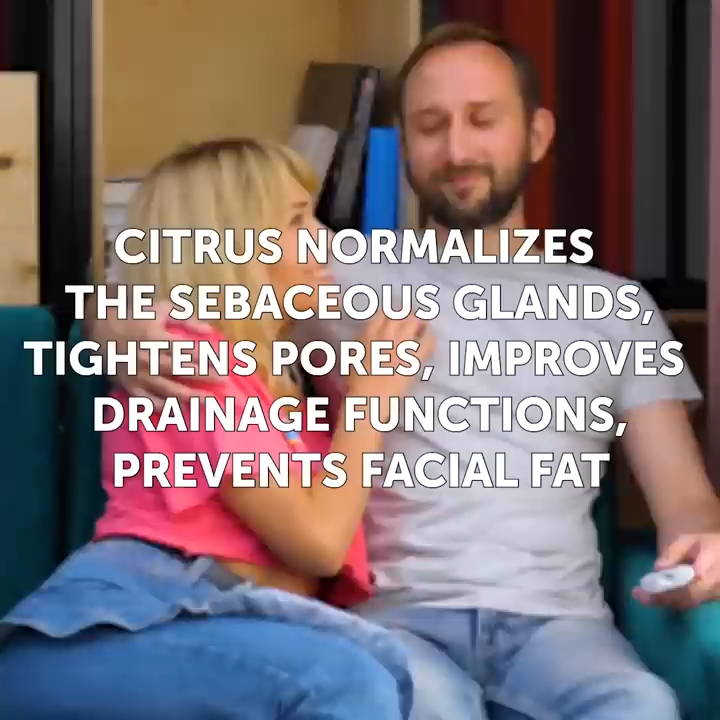 CITRUS NORMALIZES
THE SEBACEOUS GLANDS,
TIGHTENS PORES, IMPROVES
DRAINAGE FUNCTIONS,
PREVENTS FACIAL FAT